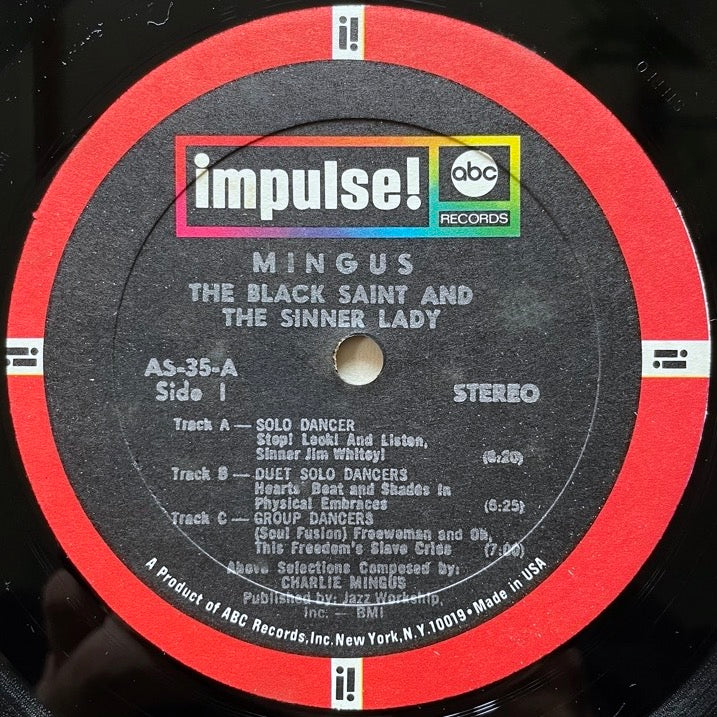 i!
impulse!
abc
RECORDS
MINGUS
THE BLACK SAINT AND
THE SINNER LADY
AS-35-A
Side 1
STEREO
Track A — SOLO DANCER
Stop! Look! And Listen,
Sinner Jim Whitey!
(6:20)
Track B — DUET SOLO DANCERS
Hearts' Beat and Shades In
Physical Embraces
(6:25)
Track C — GROUP DANCERS
(Soul Fusion) Freewoman and Oh,
This Freedom's Slave Cries
(7:00)
Above Selections Composed by:
CHARLIE MINGUS
Published by: Jazz Workship,
Inc. — BMI
A Product of ABC Records, Inc. New York, N.Y. 10019 • Made in USA
i!
i!
i!